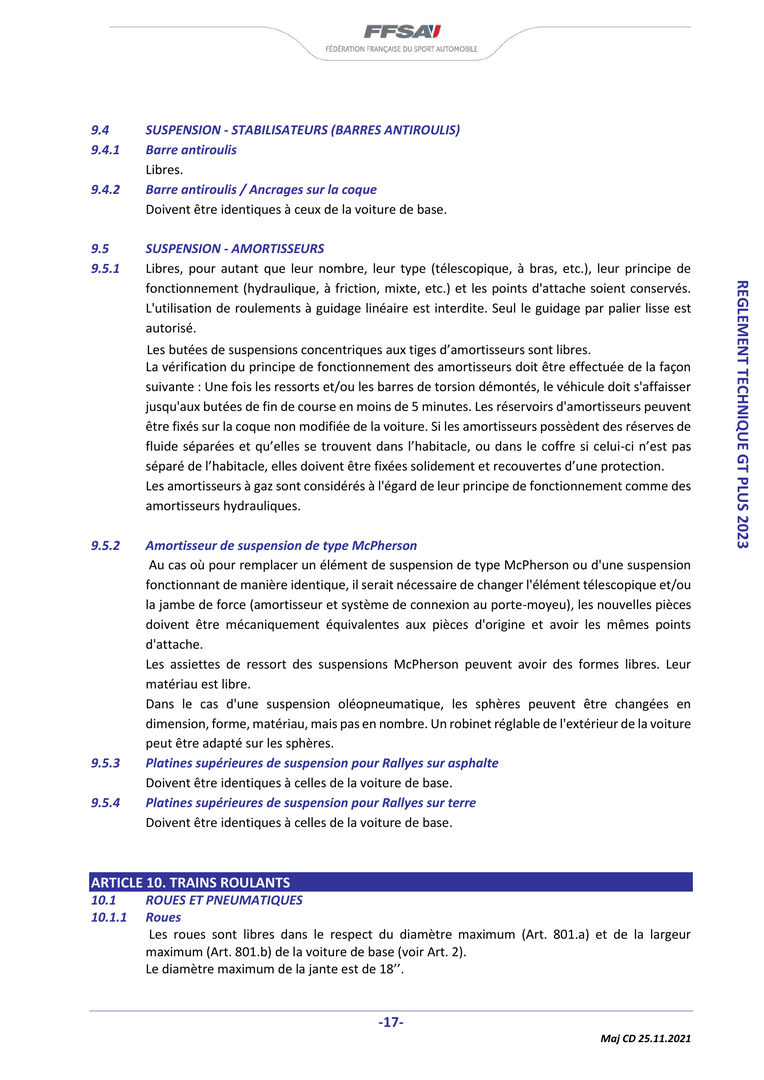 FFSA
FÉDÉRATION FRANÇAISE DU SPORT AUTOMOBILE
9.4 SUSPENSION - STABILISATEURS (BARRES ANTIROULIS)
9.4.1 Barre antiroulis
Libres.
9.4.2 Barre antiroulis / Ancrages sur la coque
Doivent être identiques à ceux de la voiture de base.
9.5 SUSPENSION - AMORTISSEURS
9.5.1 Libres, pour autant que leur nombre, leur type (télescopique, à bras, etc.), leur principe de
fonctionnement (hydraulique, à friction, mixte, etc.) et les points d'attache soient conservés.
L'utilisation de roulements à guidage linéaire est interdite. Seul le guidage par palier lisse est
autorisé.
Les butées de suspensions concentriques aux tiges d’amortisseurs sont libres.
La vérification du principe de fonctionnement des amortisseurs doit être effectuée de la façon
suivante : Une fois les ressorts et/ou les barres de torsion démontés, le véhicule doit s'affaisser
jusqu'aux butées de fin de course en moins de 5 minutes. Les réservoirs d'amortisseurs peuvent
être fixés sur la coque non modifiée de la voiture. Si les amortisseurs possèdent des réserves de
fluide séparées et qu’elles se trouvent dans l’habitacle, ou dans le coffre si celui-ci n’est pas
séparé de l’habitacle, elles doivent être fixées solidement et recouvertes d’une protection.
Les amortisseurs à gaz sont considérés à l'égard de leur principe de fonctionnement comme des
amortisseurs hydrauliques.
9.5.2 Amortisseur de suspension de type McPherson
Au cas où pour remplacer un élément de suspension de type McPherson ou d'une suspension
fonctionnant de manière identique, il serait nécessaire de changer l'élément télescopique et/ou
la jambe de force (amortisseur et système de connexion au porte-moyeu), les nouvelles pièces
doivent être mécaniquement équivalentes aux pièces d'origine et avoir les mêmes points
d'attache.
Les assiettes de ressort des suspensions McPherson peuvent avoir des formes libres. Leur
matériau est libre.
Dans le cas d'une suspension oléopneumatique, les sphères peuvent être changées en
dimension, forme, matériau, mais pas en nombre. Un robinet réglable de l'extérieur de la voiture
peut être adapté sur les sphères.
9.5.3 Platines supérieures de suspension pour Rallyes sur asphalte
Doivent être identiques à celles de la voiture de base.
9.5.4 Platines supérieures de suspension pour Rallyes sur terre
Doivent être identiques à celles de la voiture de base.
ARTICLE 10. TRAINS ROULANTS
10.1 ROUES ET PNEUMATIQUES
10.1.1 Roues
Les roues sont libres dans le respect du diamètre maximum (Art. 801.a) et de la largeur
maximum (Art. 801.b) de la voiture de base (voir Art. 2).
Le diamètre maximum de la jante est de 18’’.
-17-
Maj CD 25.11.2021
REGLEMENT TECHNIQUE GT PLUS 2023